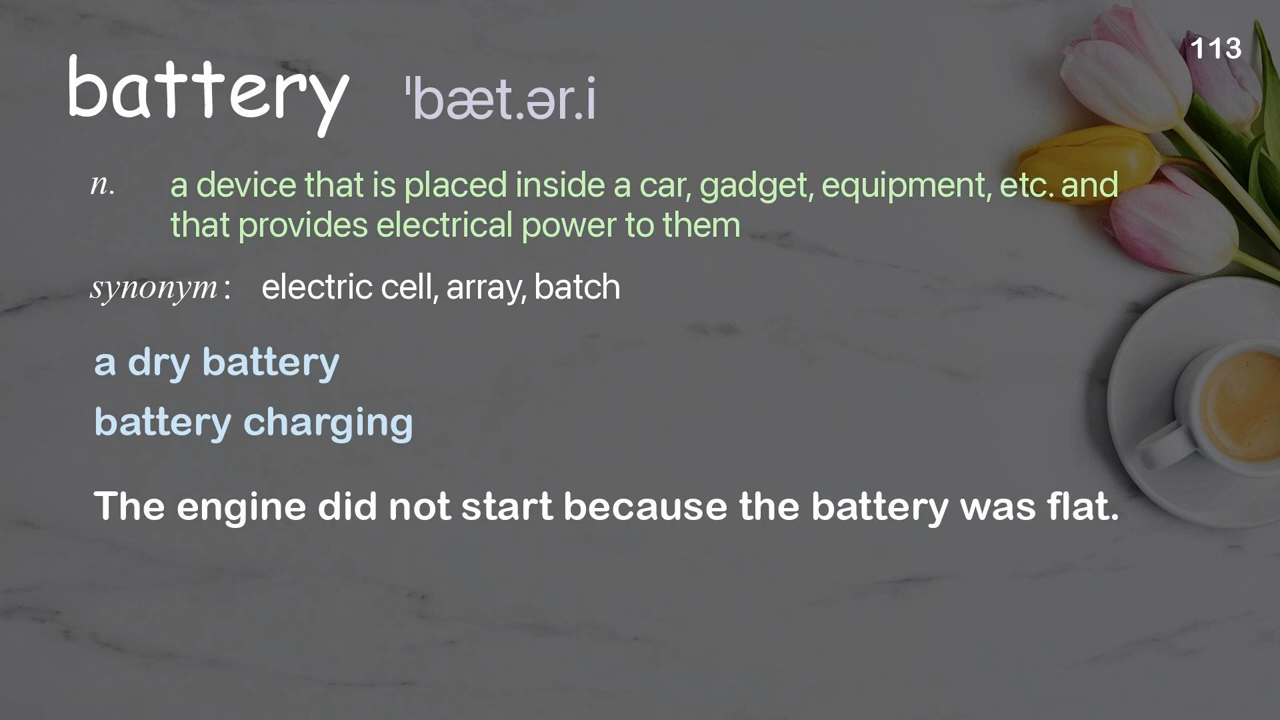 113
battery ˈbæt.ər.i
n. a device that is placed inside a car, gadget, equipment, etc. and
that provides electrical power to them
synonym : electric cell, array, batch
a dry battery
battery charging
The engine did not start because the battery was flat.